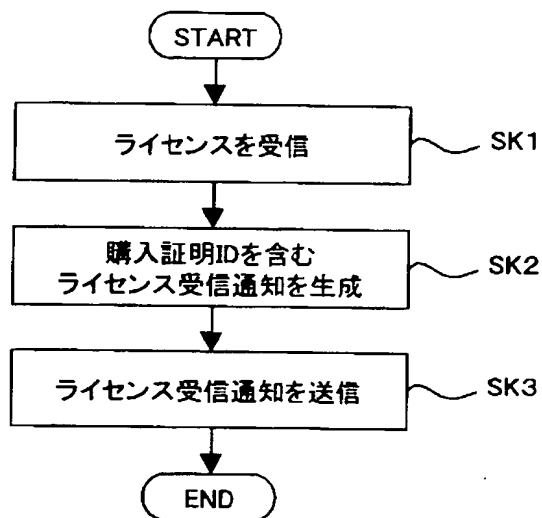 START
ライセンスを受信
SK1
購入証明IDを含む
ライセンス受信通知を生成
SK2
ライセンス受信通知を送信
SK3
END